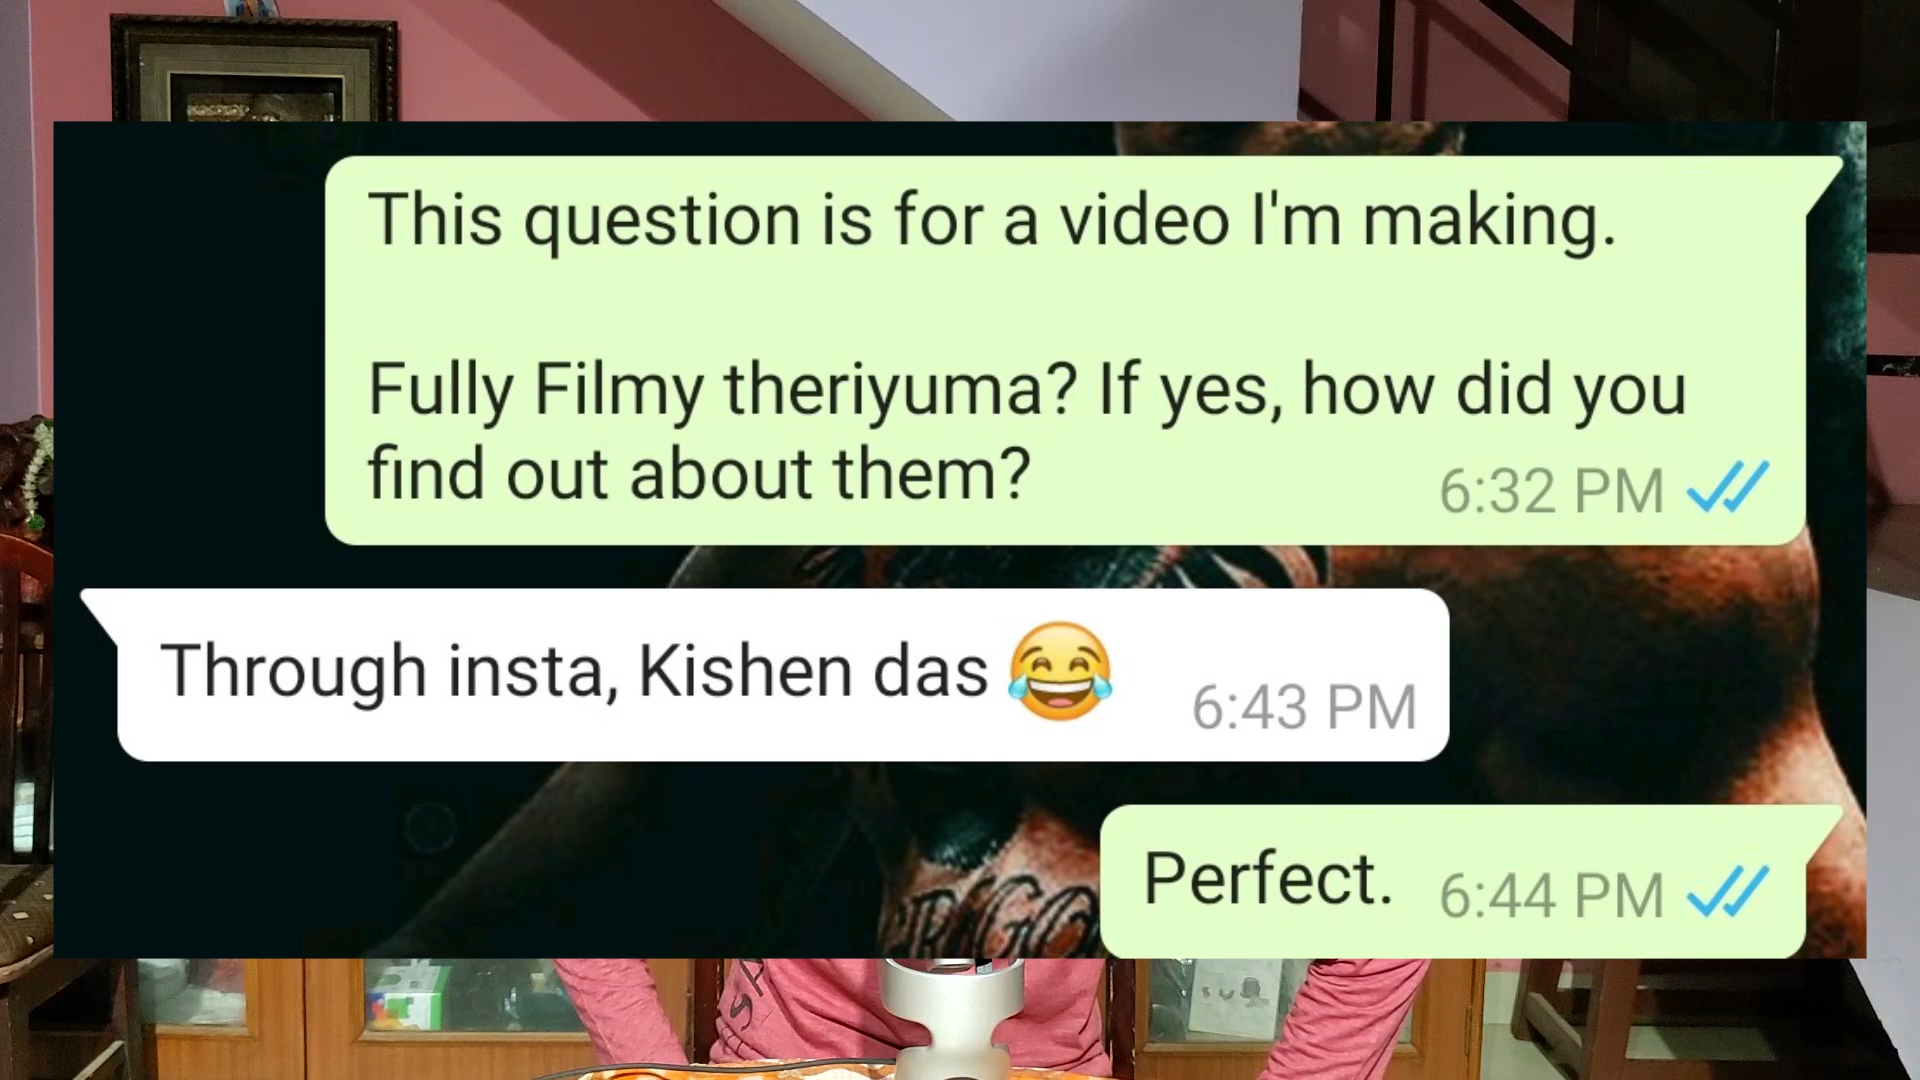 This question is for a video I'm making.
Fully Filmy theriyuma? If yes, how did you
find out about them?
6:32 PM
Through insta, Kishen das 😂
6:43 PM
Perfect.
6:44 PM